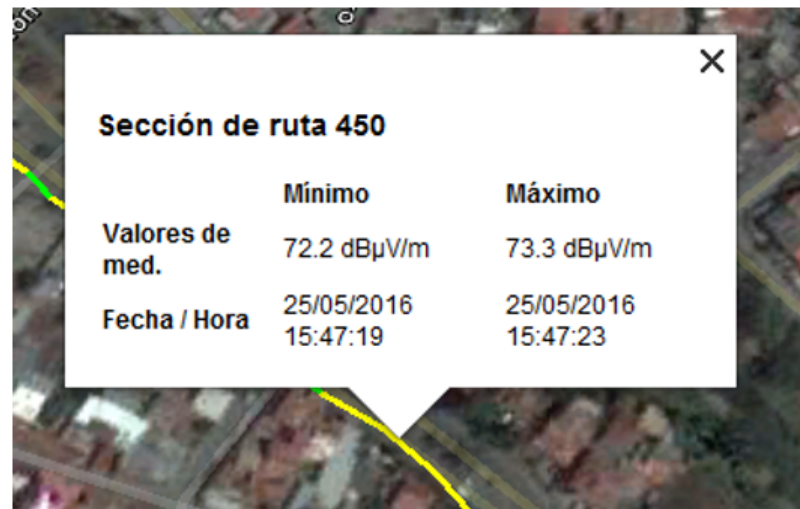 Sección de ruta 450
Mínimo Máximo
Valores de med. 72.2 dBµV/m 73.3 dBµV/m
Fecha / Hora 25/05/2016 15:47:19 25/05/2016 15:47:23